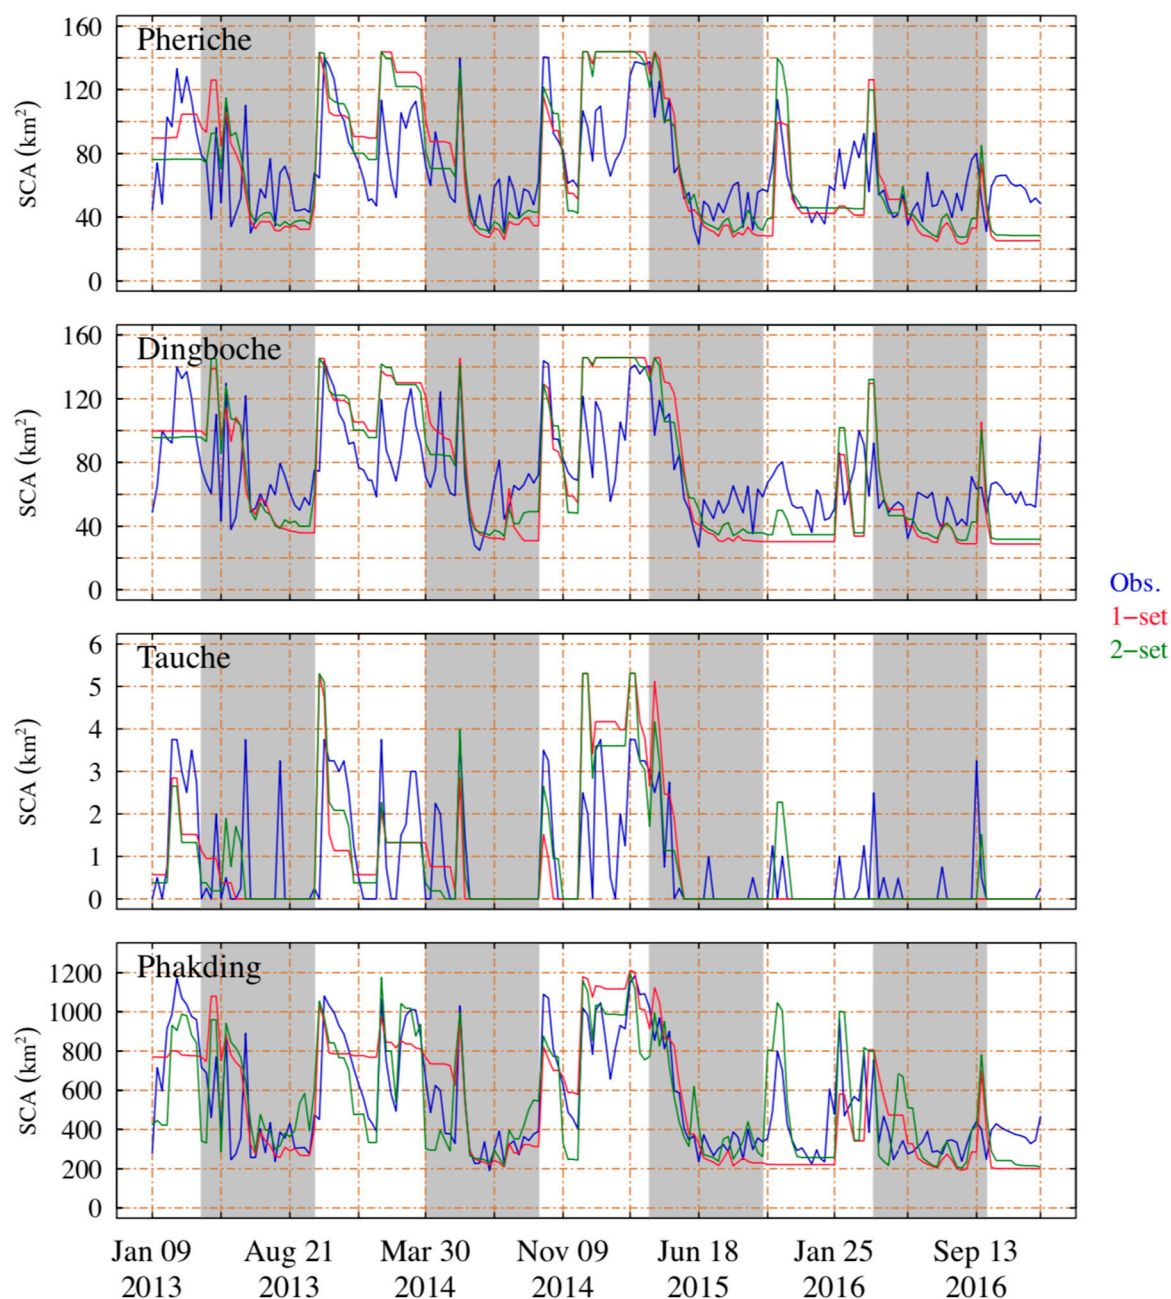 Pheriche
160
120
80
40
0
SCA (km²)
Dingboche
160
120
80
40
0
SCA (km²)
Obs.
1−set
2−set
Tauche
6
5
4
3
2
1
0
SCA (km²)
Phakding
1200
1000
800
600
400
200
0
SCA (km²)
Jan 09 Aug 21 Mar 30 Nov 09 Jun 18 Jan 25 Sep 13
2013 2013 2014 2014 2015 2016 2016